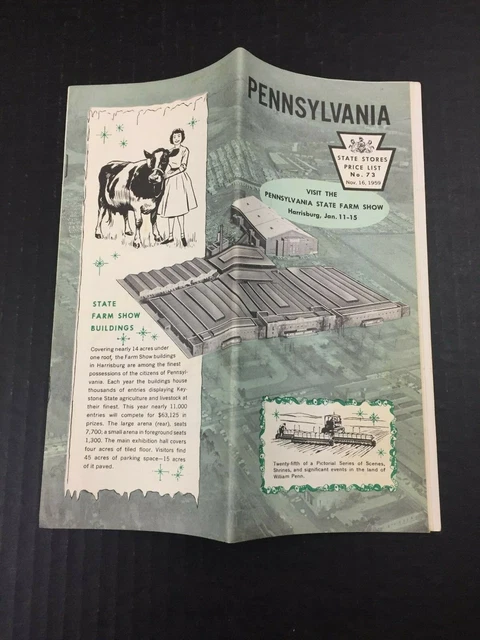 PENNSYLVANIA
STATE STORES
PRICE LIST
No. 73
Nov. 16, 1959
VISIT THE
PENNSYLVANIA STATE FARM SHOW
Harrisburg, Jan. 11-15
STATE
FARM SHOW
BUILDINGS
Covering nearly 14 acres under
one roof, the Farm Show buildings
in Harrisburg are among the finest
possessions of the citizens of Pennsyl-
vania. Each year the buildings house
thousands of entries displaying Key-
stone State agriculture and livestock at
their finest. This year nearly 11,000
entries will compete for $63,125 in
prizes. The large arena (rear), seats
7,700; a small arena in foreground seats
1,300. The main exhibition hall covers
four acres of tiled floor. Visitors find
45 acres of parking space—15 acres
of it paved.
Twenty-fifth of a Pictorial Series of Scenes,
Shrines, and significant events in the land of
William Penn.